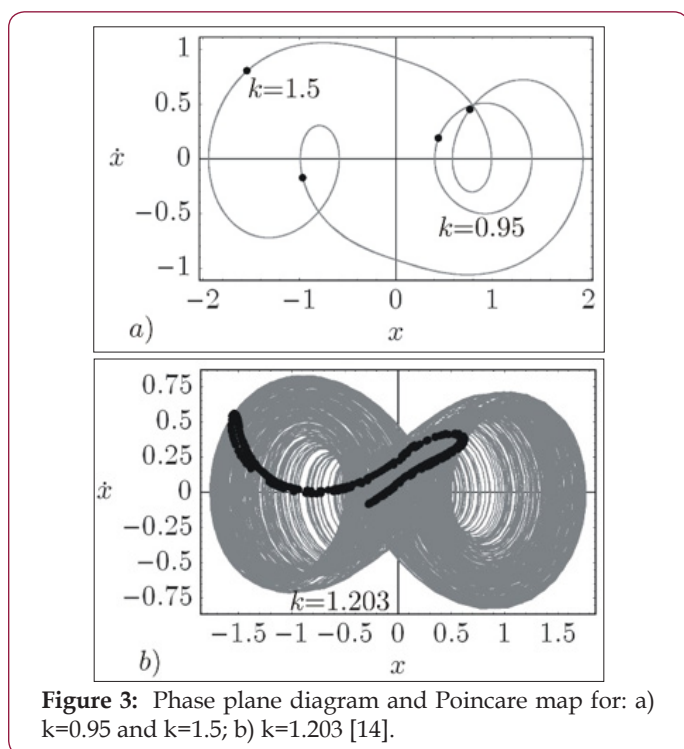 1
k=1.5
0.5
ẋ
0
−0.5
k=0.95
−1
−2 −1 0 1 2
a) x
0.75
0.5
0.25
ẋ
0
−0.25
−0.5
−0.75
k=1.203
−1.5 −1 −0.5 0 0.5 1 1.5
b) x
Figure 3: Phase plane diagram and Poincare map for: a)
k=0.95 and k=1.5; b) k=1.203 [14].